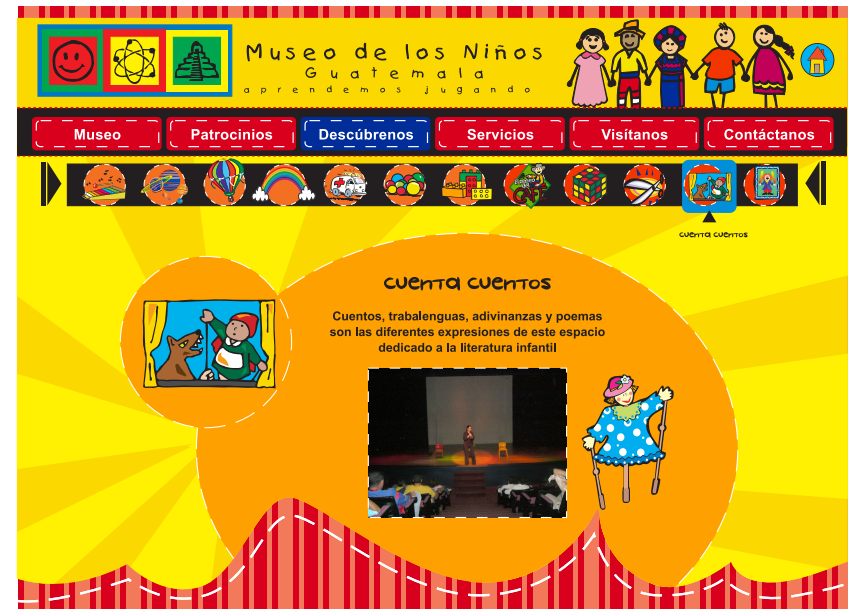 Museo de los Niños
Guatemala
aprendemos jugando
Museo
Patrocinios
Descúbrenos
Servicios
Visítanos
Contáctanos
cuenta cuentos
cuenta cuentos
Cuentos, trabalenguas, adivinanzas y poemas
son las diferentes expresiones de este espacio
dedicado a la literatura infantil